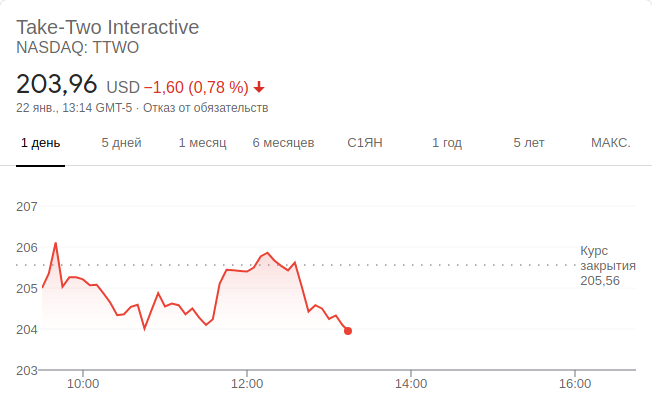 Take-Two Interactive
NASDAQ: TTWO
203,96 USD −1,60 (0,78 %)
22 янв., 13:14 GMT-5 · Отказ от обязательств
1 день 5 дней 1 месяц 6 месяцев С1ЯН 1 год 5 лет МАКС.
207
206
205
204
203
Курс
закрытия
205,56
10:00 12:00 14:00 16:00